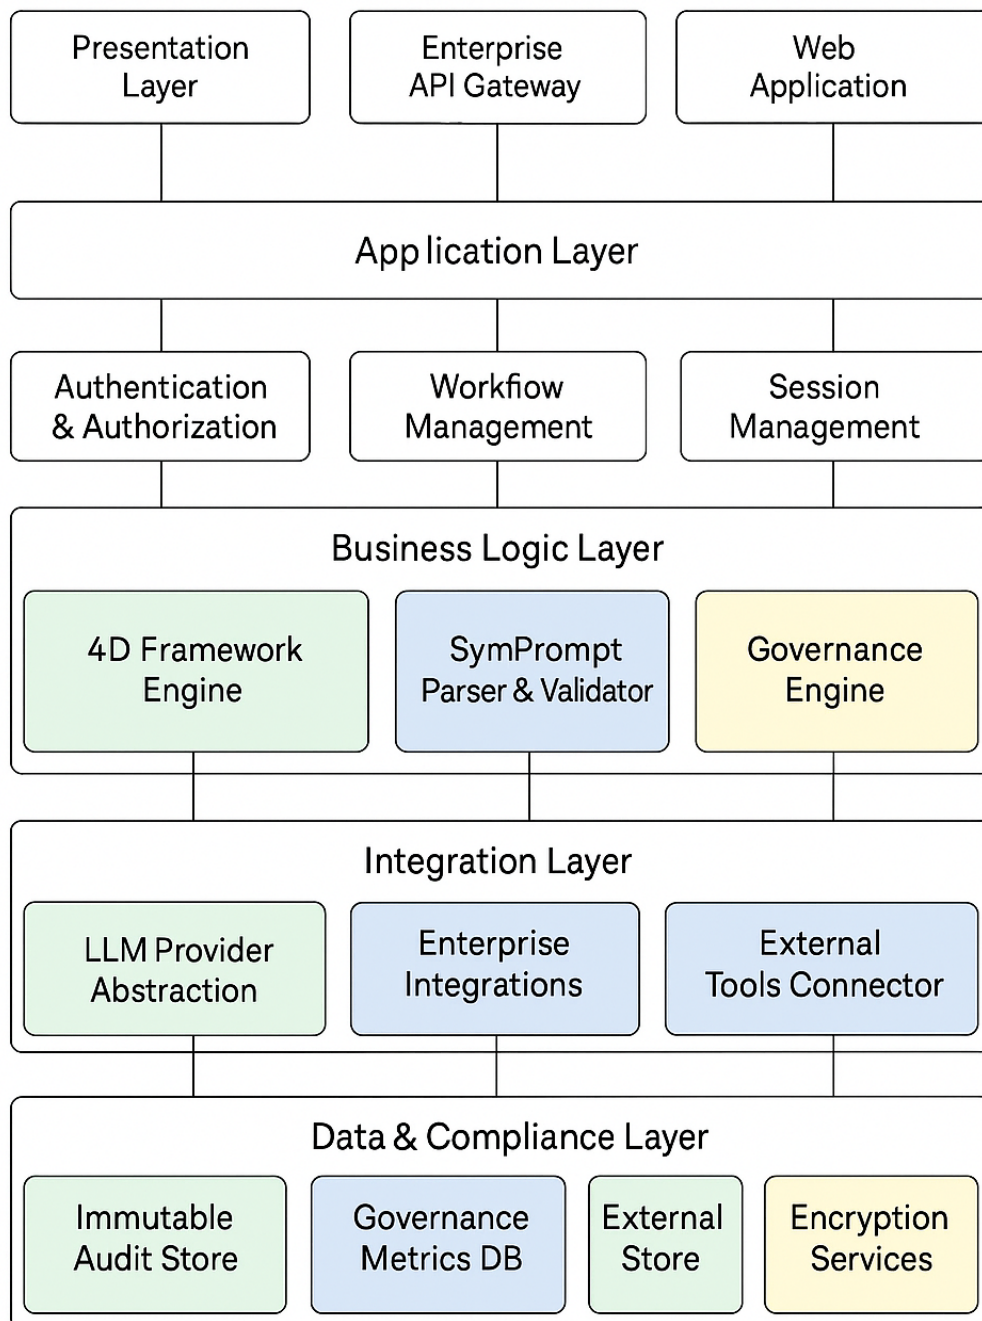 Presentation
Layer
Enterprise
API Gateway
Web
Application
Application Layer
Authentication
& Authorization
Workflow
Management
Session
Management
Business Logic Layer
4D Framework
Engine
SymPrompt
Parser & Validator
Governance
Engine
Integration Layer
LLM Provider
Abstraction
Enterprise
Integrations
External
Tools Connector
Data & Compliance Layer
Immutable
Audit Store
Governance
Metrics DB
External
Store
Encryption
Services